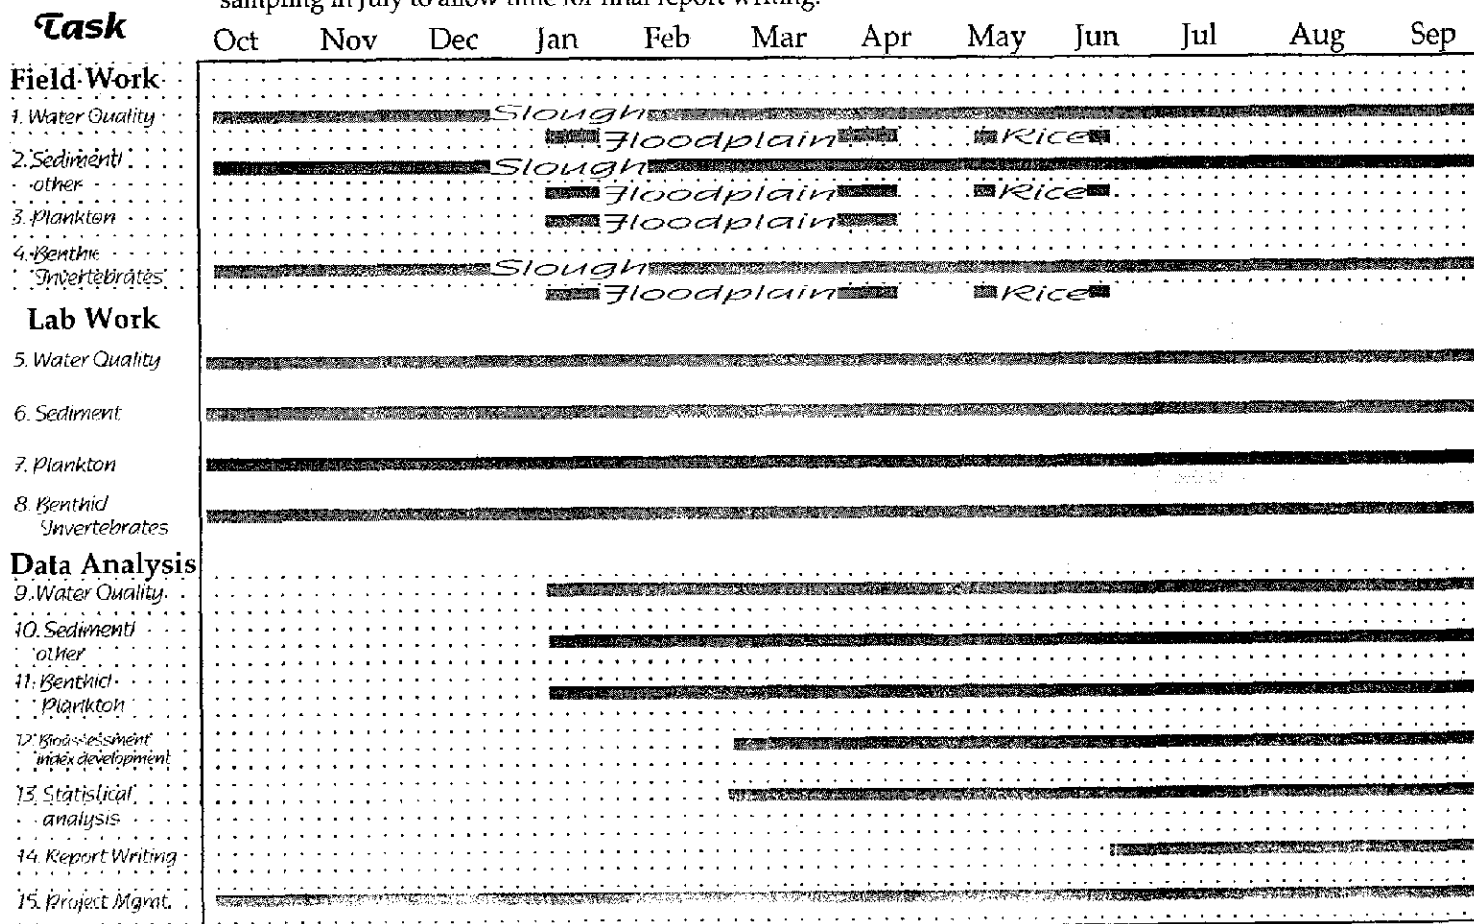 sampling in July to allow time for final report writing.
Task
Oct Nov Dec Jan Feb Mar Apr May Jun Jul Aug Sep
Field Work
1. Water Quality Slough
Floodplain Rice
2. Sediment/ Slough
other
Floodplain Rice
3. Plankton Floodplain
4. Benthic
Invertebrates Slough
Floodplain Rice
Lab Work
5. Water Quality
6. Sediment
7. Plankton
8. Benthic/
Invertebrates
Data Analysis
9. Water Quality
10. Sediment/
other
11. Benthic/
Plankton
12. Bioassessment
index development
13. Statistical
analysis
14. Report Writing
15. Project Mgmt.